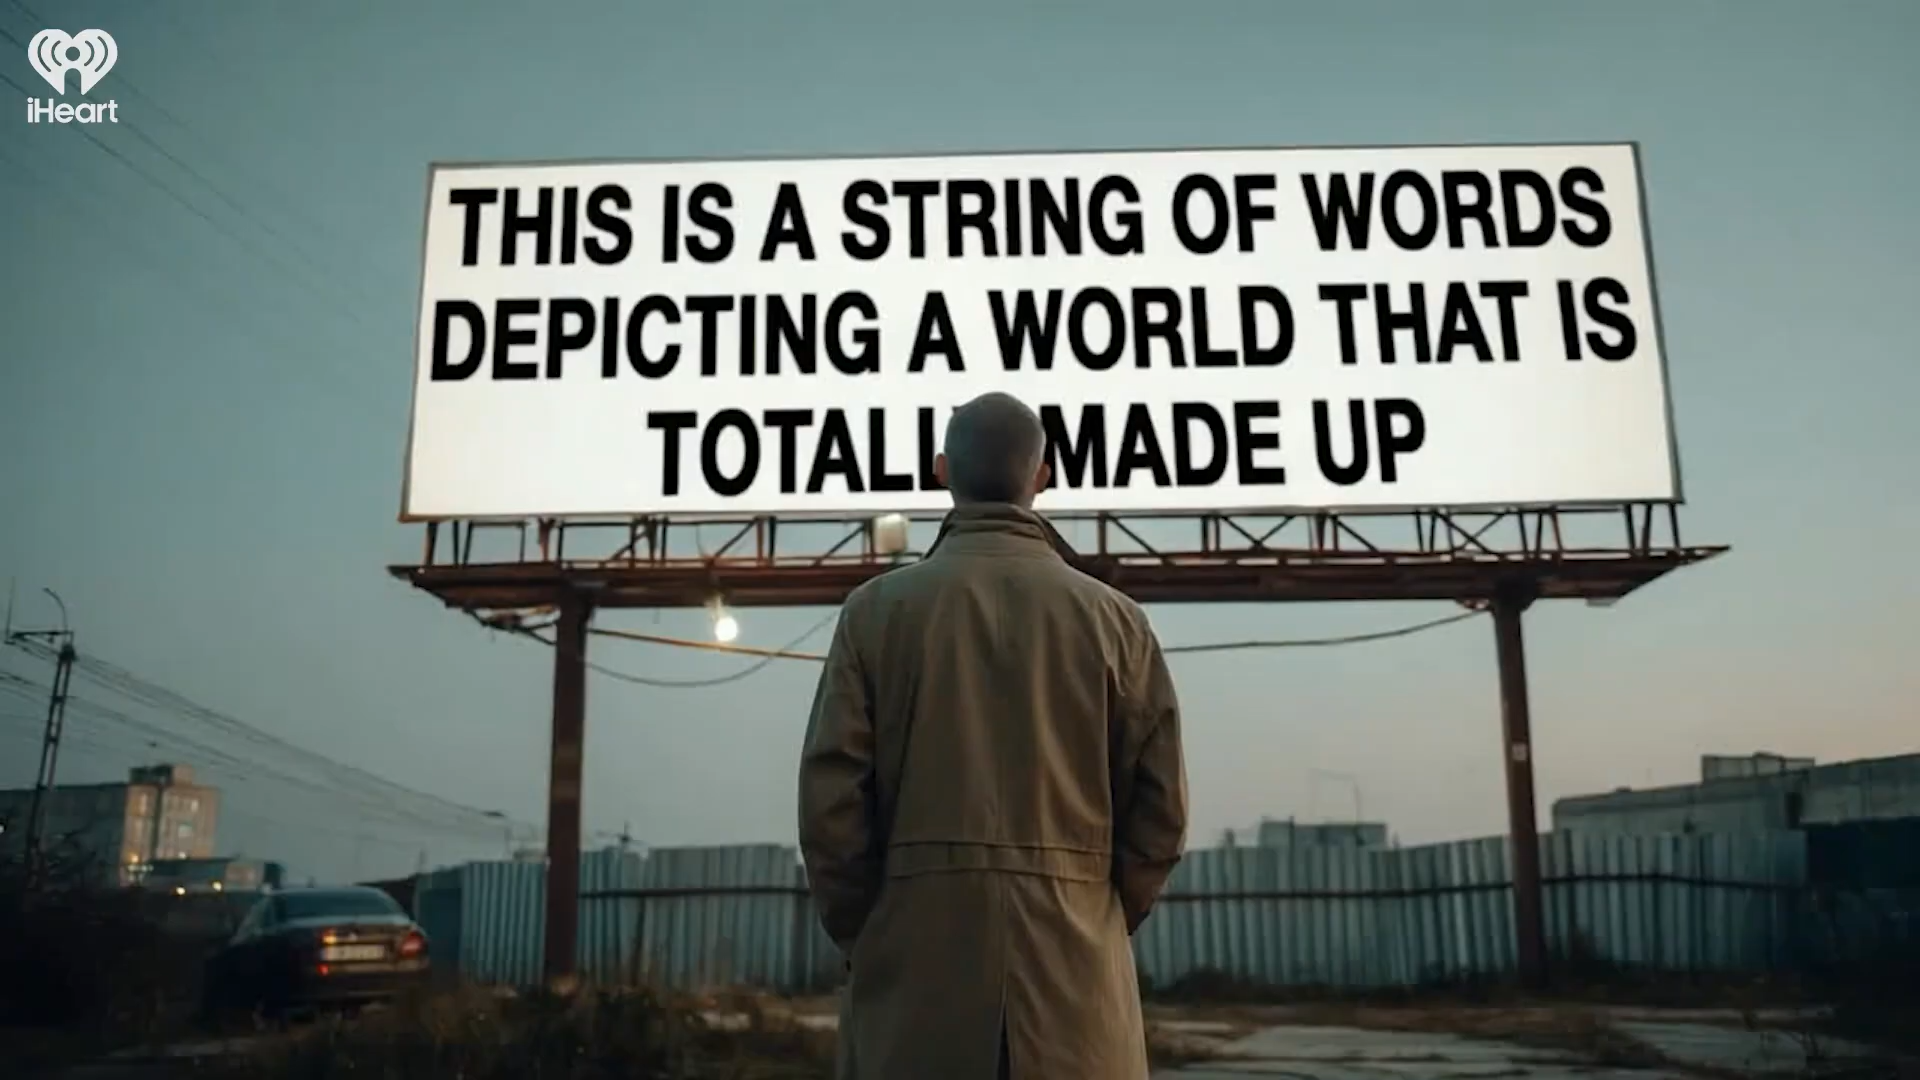 iHeart
THIS IS A STRING OF WORDS
DEPICTING A WORLD THAT IS
MADE UP